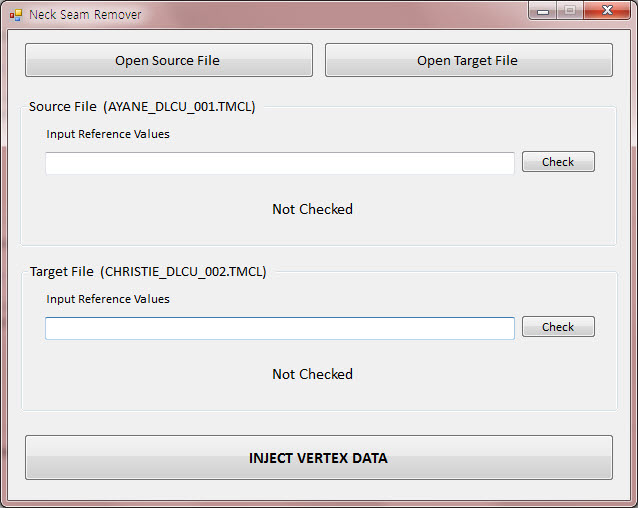 Neck Seam Remover
Open Source File
Open Target File
Source File (AYANE_DLCU_001.TMCL)
Input Reference Values
Check
Not Checked
Target File (CHRISTIE_DLCU_002.TMCL)
Input Reference Values
Check
Not Checked
INJECT VERTEX DATA